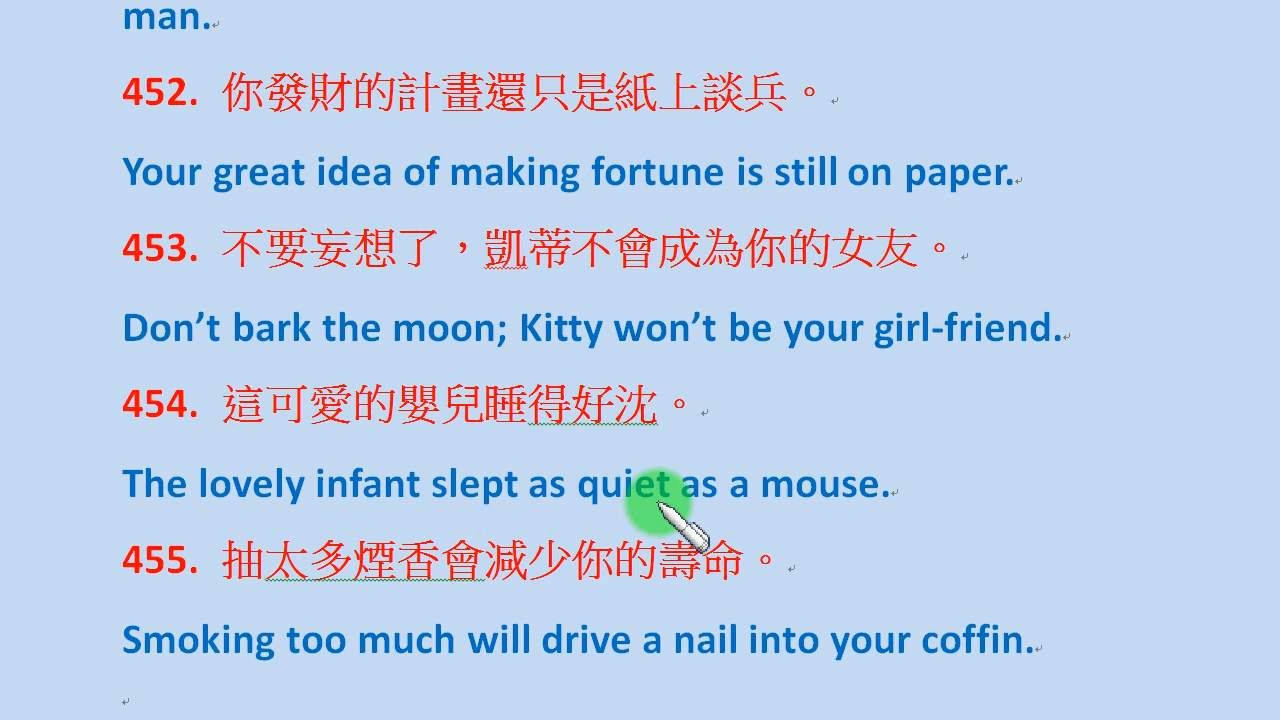 man.
452. 你發財的計畫還只是紙上談兵。
Your great idea of making fortune is still on paper.
453. 不要妄想了，凱蒂不會成為你的女友。
Don’t bark the moon; Kitty won’t be your girl-friend.
454. 這可愛的嬰兒睡得好沈。
The lovely infant slept as quiet as a mouse.
455. 抽太多煙香會減少你的壽命。
Smoking too much will drive a nail into your coffin.